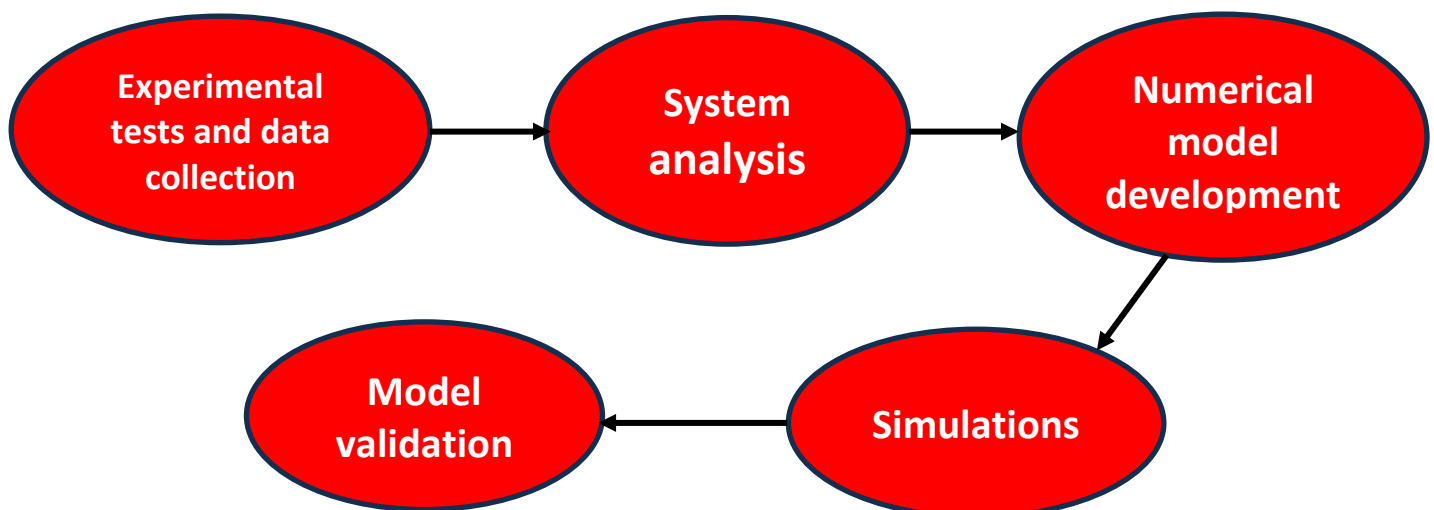 Experimental
tests and data
collection
System
analysis
Numerical
model
development
Model
validation
Simulations